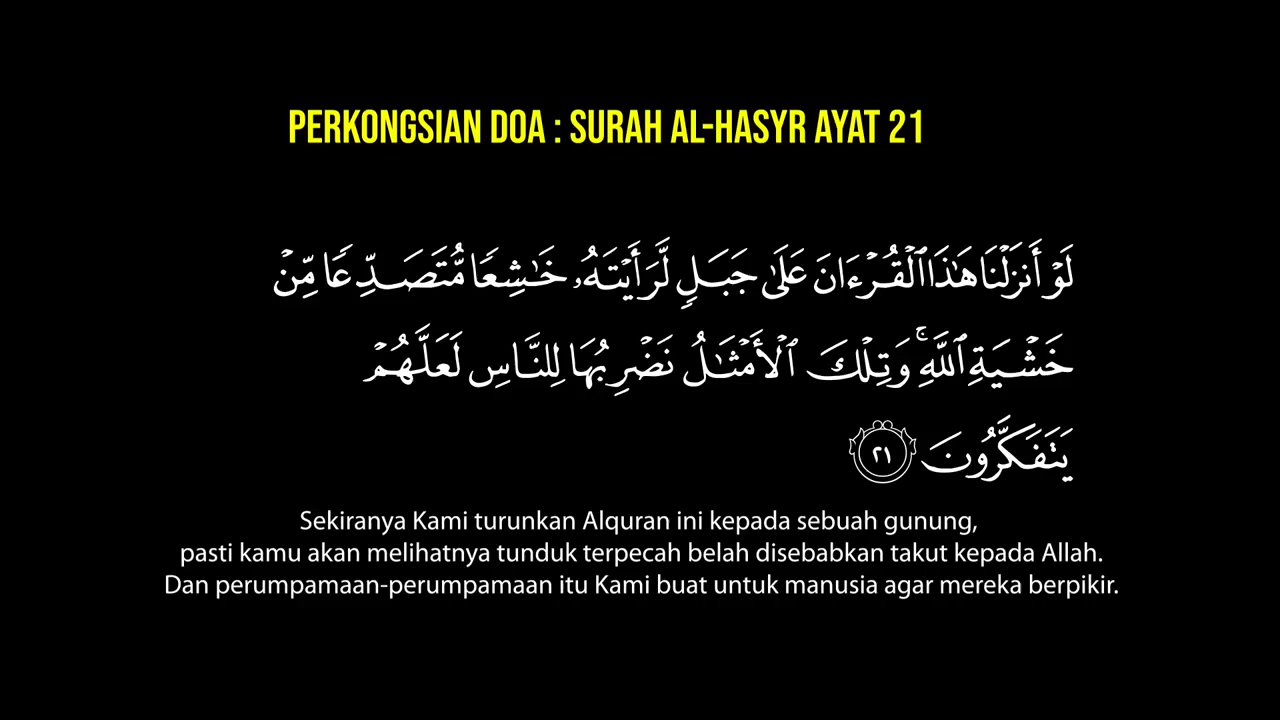 PERKONGSIAN DOA : SURAH AL-HASYR AYAT 21
لَوْ أَنزَلْنَا هَٰذَا ٱلْقُرْءَانَ عَلَىٰ جَبَلٍ لَّرَأَيْتَهُۥ خَٰشِعًا مُّتَصَدِّعًا مِّنْ
خَشْيَةِ ٱللَّهِ ۚ وَتِلْكَ ٱلْأَمْثَٰلُ نَضْرِبُهَا لِلنَّاسِ لَعَلَّهُمْ
يَتَفَكَّرُونَ ٢١
Sekiranya Kami turunkan Alquran ini kepada sebuah gunung,
pasti kamu akan melihatnya tunduk terpecah belah disebabkan takut kepada Allah.
Dan perumpamaan-perumpamaan itu Kami buat untuk manusia agar mereka berpikir.